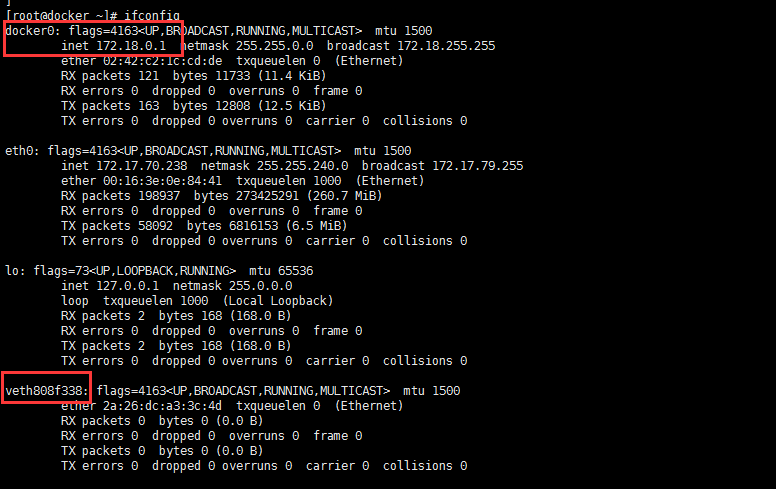 ]
[root@docker ~]# ifconfig
docker0: flags=4163<UP,BROADCAST,RUNNING,MULTICAST>  mtu 1500
        inet 172.18.0.1  netmask 255.255.0.0  broadcast 172.18.255.255
        ether 02:42:c2:1c:cd:de  txqueuelen 0  (Ethernet)
        RX packets 121  bytes 11733 (11.4 KiB)
        RX errors 0  dropped 0  overruns 0  frame 0
        TX packets 163  bytes 12808 (12.5 KiB)
        TX errors 0  dropped 0 overruns 0  carrier 0  collisions 0

eth0: flags=4163<UP,BROADCAST,RUNNING,MULTICAST>  mtu 1500
        inet 172.17.70.238  netmask 255.255.240.0  broadcast 172.17.79.255
        ether 00:16:3e:0e:84:41  txqueuelen 1000  (Ethernet)
        RX packets 198937  bytes 273425291 (260.7 MiB)
        RX errors 0  dropped 0  overruns 0  frame 0
        TX packets 58092  bytes 6816153 (6.5 MiB)
        TX errors 0  dropped 0 overruns 0  carrier 0  collisions 0

lo: flags=73<UP,LOOPBACK,RUNNING>  mtu 65536
        inet 127.0.0.1  netmask 255.0.0.0
        loop  txqueuelen 1000  (Local Loopback)
        RX packets 2  bytes 168 (168.0 B)
        RX errors 0  dropped 0  overruns 0  frame 0
        TX packets 2  bytes 168 (168.0 B)
        TX errors 0  dropped 0 overruns 0  carrier 0  collisions 0

veth808f338: flags=4163<UP,BROADCAST,RUNNING,MULTICAST>  mtu 1500
        ether 2a:26:dc:a3:3c:4d  txqueuelen 0  (Ethernet)
        RX packets 0  bytes 0 (0.0 B)
        RX errors 0  dropped 0  overruns 0  frame 0
        TX packets 0  bytes 0 (0.0 B)
        TX errors 0  dropped 0 overruns 0  carrier 0  collisions 0